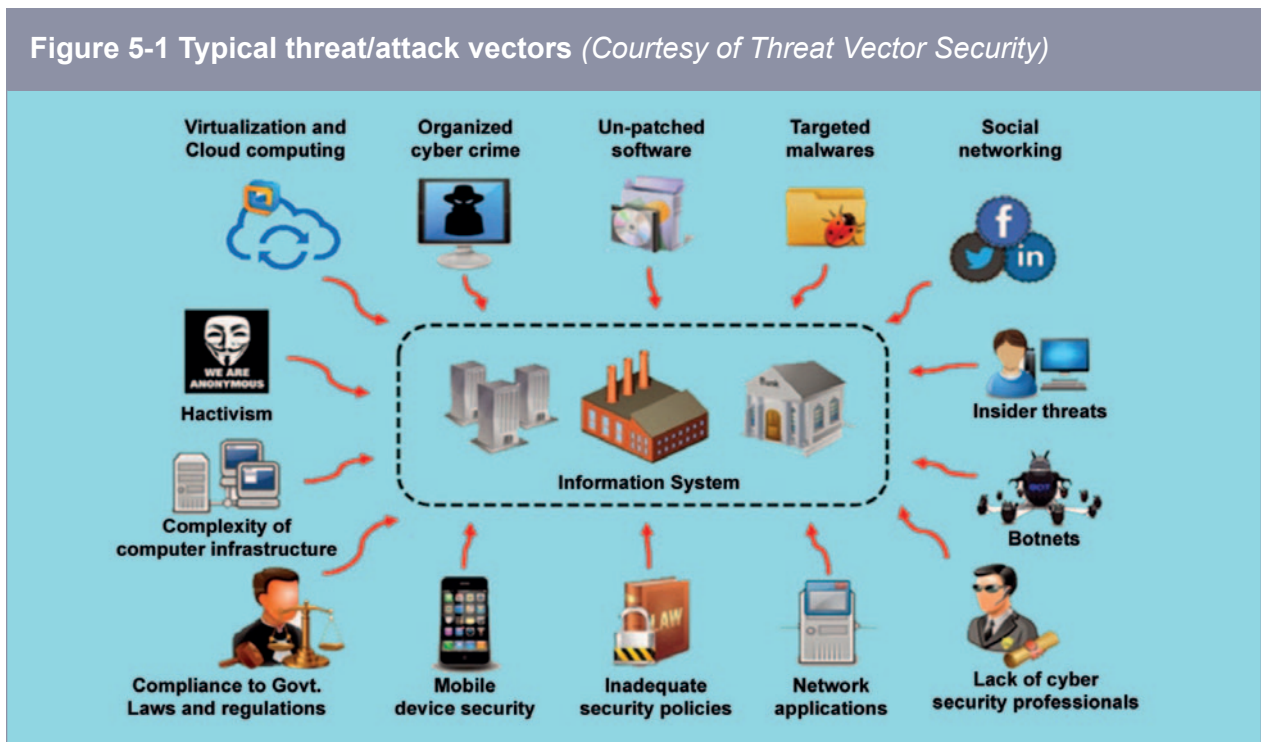 Figure 5-1 Typical threat/attack vectors (Courtesy of Threat Vector Security)
Virtualization and
Cloud computing
Organized
cyber crime
Un-patched
software
Targeted
malwares
Social
networking
f
in
WE ARE
ANONYMOUS
Hactivism
Bank
Information System
Insider threats
Complexity of
computer infrastructure
BOT
Botnets
LAW
Compliance to Govt.
Laws and regulations
Mobile
device security
Inadequate
security policies
Network
applications
Lack of cyber
security professionals